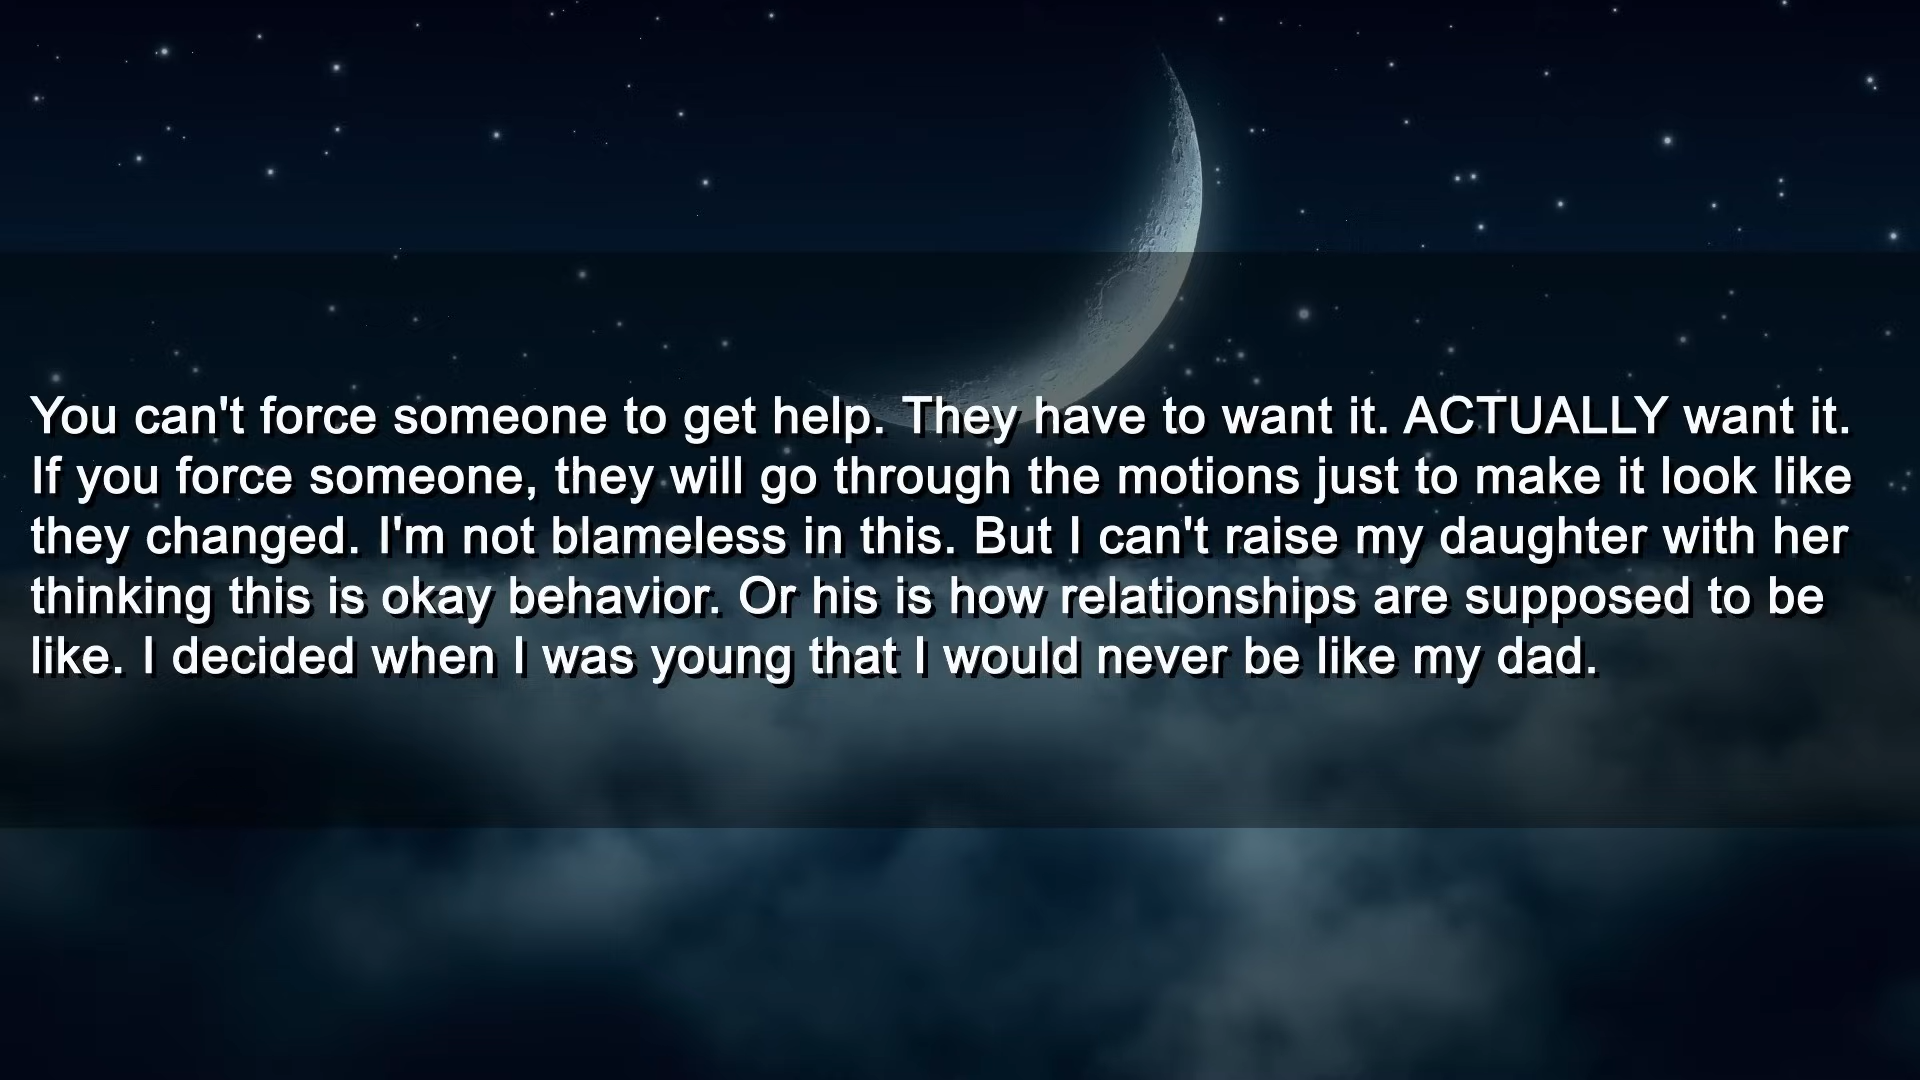 You can't force someone to get help. They have to want it. ACTUALLY want it.
If you force someone, they will go through the motions just to make it look like
they changed. I'm not blameless in this. But I can't raise my daughter with her
thinking this is okay behavior. Or his is how relationships are supposed to be
like. I decided when I was young that I would never be like my dad.